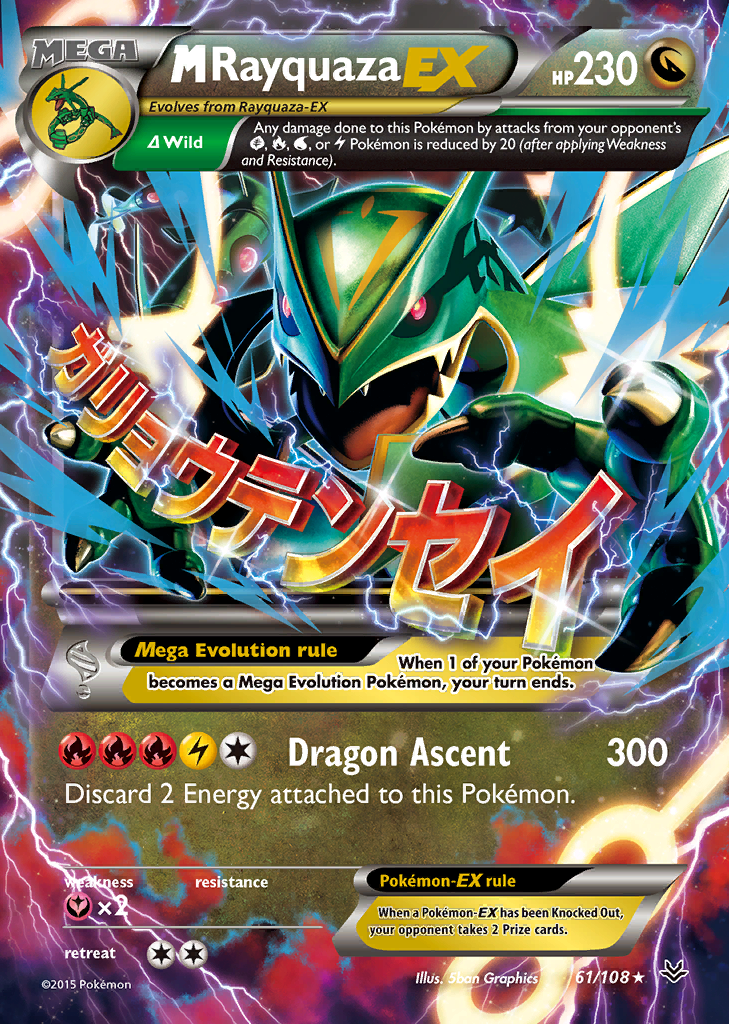 MEGA
M Rayquaza EX
HP230
Evolves from Rayquaza-EX
Δ Wild
Any damage done to this Pokémon by attacks from your opponent's
, , , or Pokémon is reduced by 20 (after applying Weakness
and Resistance).
ガリョウテンセイ
Mega Evolution rule
When 1 of your Pokémon
becomes a Mega Evolution Pokémon, your turn ends.
Dragon Ascent 300
Discard 2 Energy attached to this Pokémon.
weakness resistance
×2
Pokémon-EX rule
When a Pokémon-EX has been Knocked Out,
your opponent takes 2 Prize cards.
retreat
©2015 Pokémon
Illus. 5ban Graphics 61/108 ★